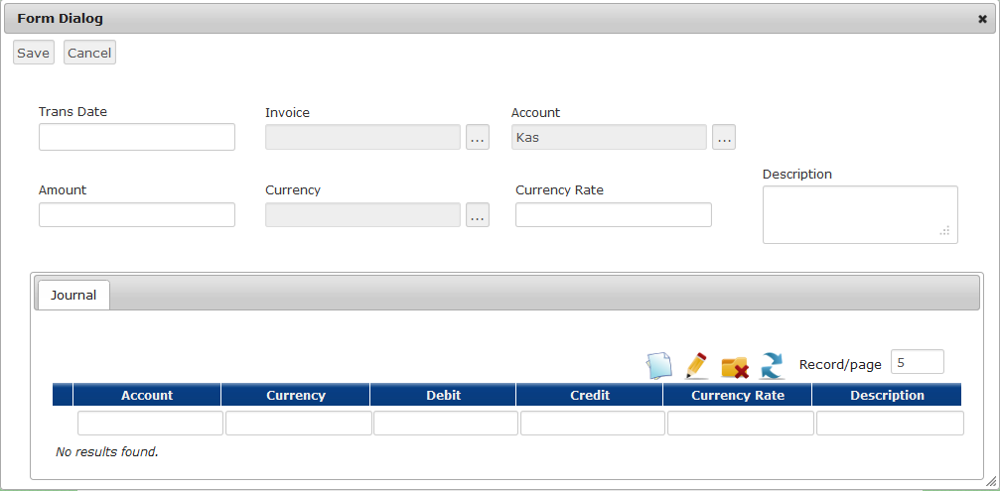 Form Dialog
Save Cancel
Trans Date Invoice Account
... Kas ...
Amount Currency Currency Rate Description
...
Journal
Record/page 5
Account Currency Debit Credit Currency Rate Description
No results found.